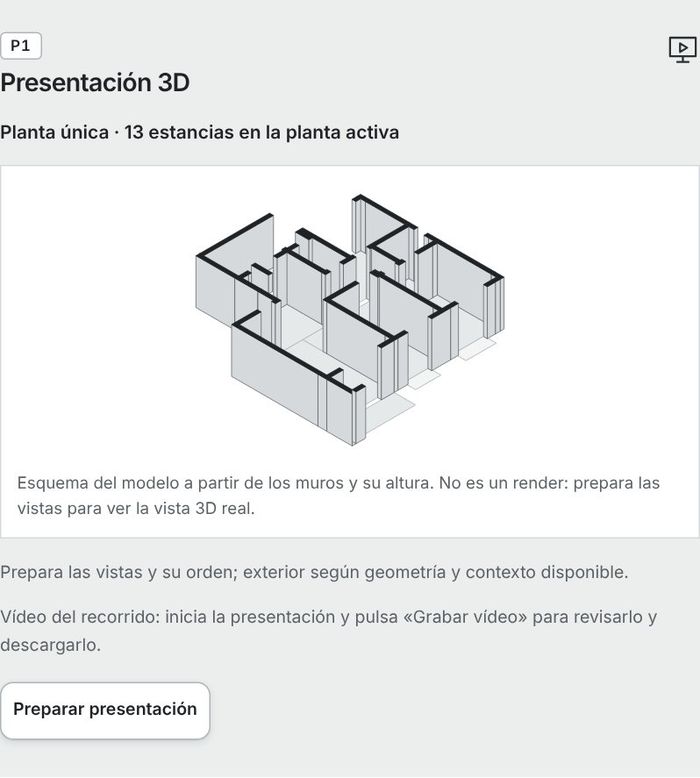 P1
Presentación 3D
Planta única · 13 estancias en la planta activa
Esquema del modelo a partir de los muros y su altura. No es un render: prepara las
vistas para ver la vista 3D real.
Prepara las vistas y su orden; exterior según geometría y contexto disponible.
Vídeo del recorrido: inicia la presentación y pulsa «Grabar vídeo» para revisarlo y
descargarlo.
Preparar presentación